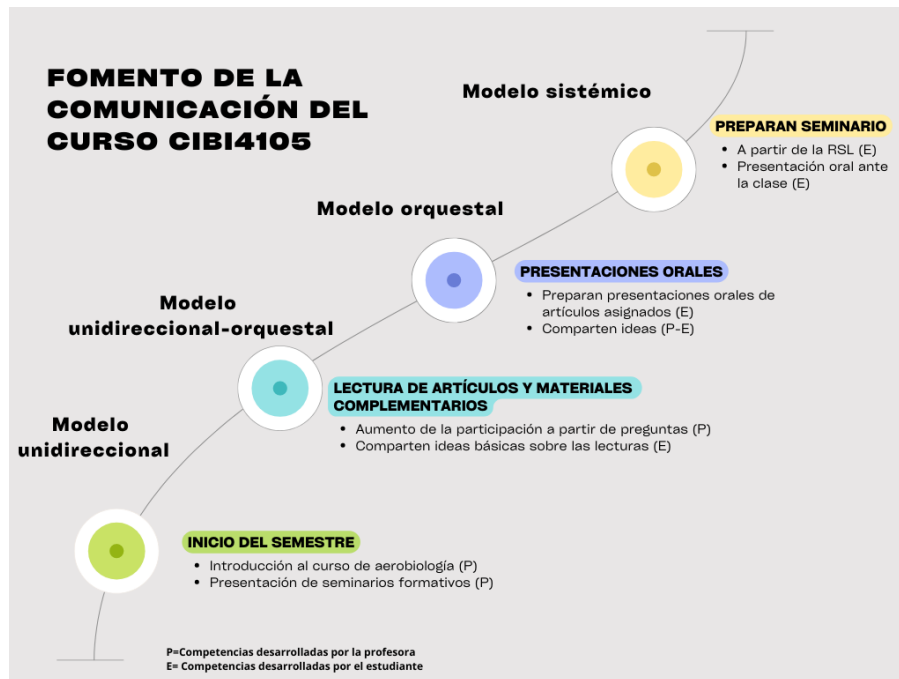 FOMENTO DE LA
COMUNICACIÓN DEL
CURSO CIBI4105
Modelo sistémico
PREPARAN SEMINARIO
• A partir de la RSL (E)
• Presentación oral ante
la clase (E)
Modelo orquestal
PRESENTACIONES ORALES
• Preparan presentaciones orales de
artículos asignados (E)
• Comparten ideas (P-E)
Modelo
unidireccional-orquestal
LECTURA DE ARTÍCULOS Y MATERIALES
COMPLEMENTARIOS
• Aumento de la participación a partir de preguntas (P)
• Comparten ideas básicas sobre las lecturas (E)
Modelo
unidireccional
INICIO DEL SEMESTRE
• Introducción al curso de aerobiología (P)
• Presentación de seminarios formativos (P)
P=Competencias desarrolladas por la profesora
E= Competencias desarrolladas por el estudiante